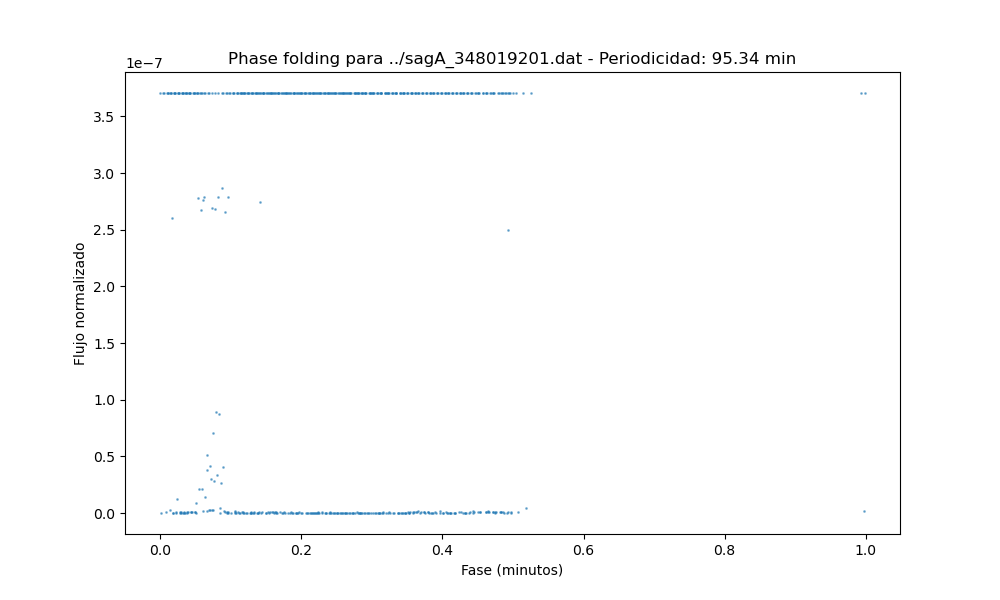 Phase folding para ../sagA_348019201.dat - Periodicidad: 95.34 min
1e−7
3.5
3.0
2.5
2.0
1.5
1.0
0.5
0.0
Flujo normalizado
0.0 0.2 0.4 0.6 0.8 1.0
Fase (minutos)